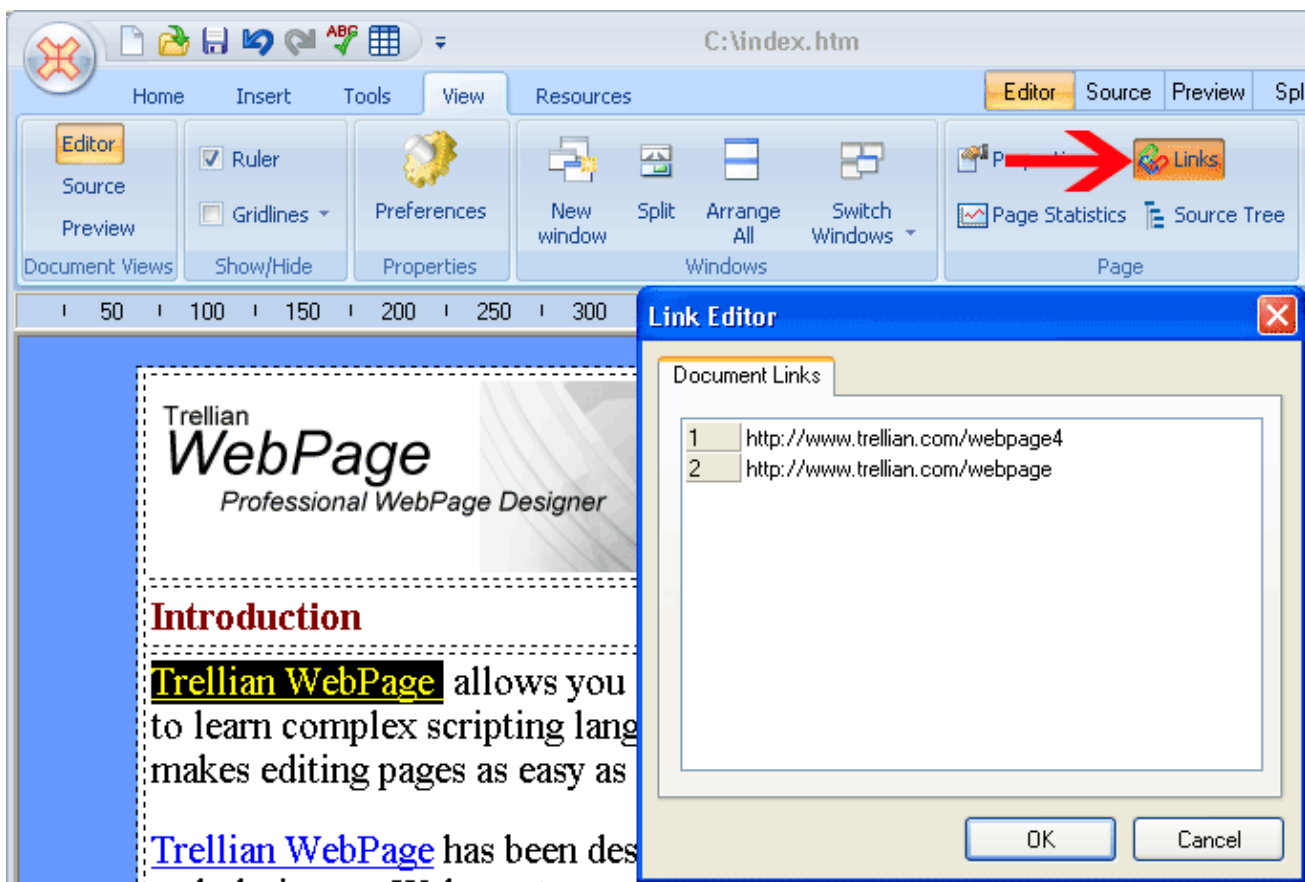 ABC
C:\index.htm
Home Insert Tools View Resources
Editor Source Preview Spl
Editor
Source
Preview
Document Views
Ruler
Gridlines
Show/Hide
Preferences
Properties
New
window
Split
Arrange
All
Switch
Windows
Windows
Links
Page Statistics
Source Tree
Page
50 100 150 200 250 300
Trellian
WebPage
Professional WebPage Designer
Introduction
Trellian WebPage allows you
to learn complex scripting lang
makes editing pages as easy as
Trellian WebPage has been des
Link Editor
Document Links
1 http://www.trellian.com/webpage4
2 http://www.trellian.com/webpage
OK Cancel